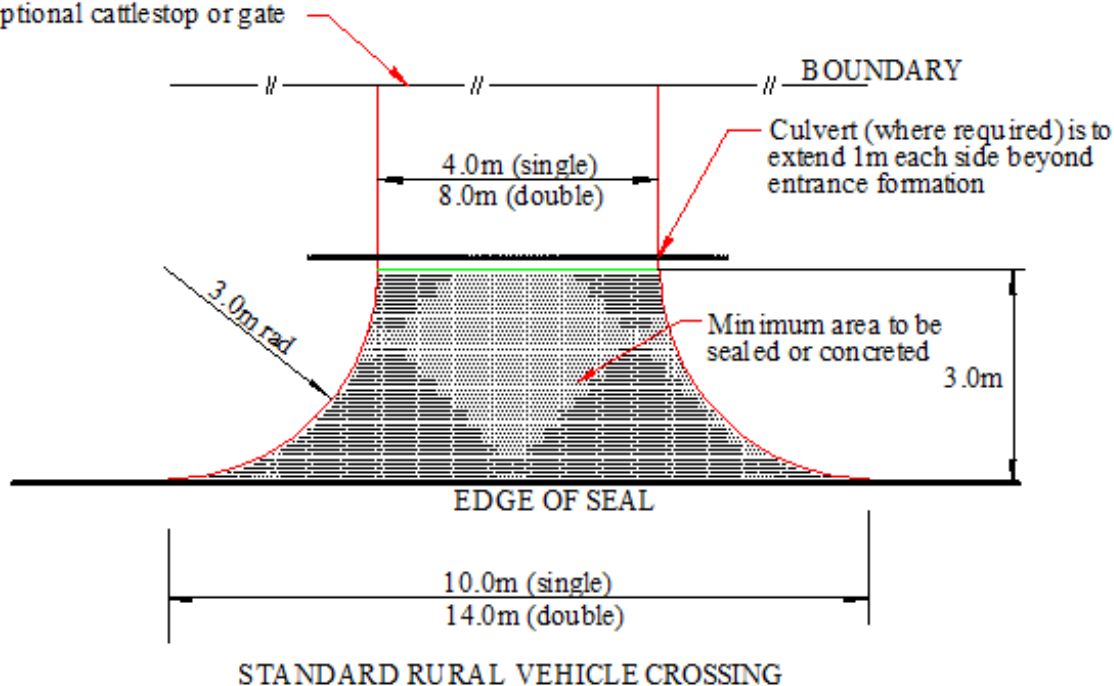 ptional cattlestop or gate
BOUNDARY
Culvert (where required) is to
extend 1m each side beyond
entrance formation
4.0m (single)
8.0m (double)
3.0m rad
Minimum area to be
sealed or concreted
3.0m
EDGE OF SEAL
10.0m (single)
14.0m (double)
STANDARD RURAL VEHICLE CROSSING